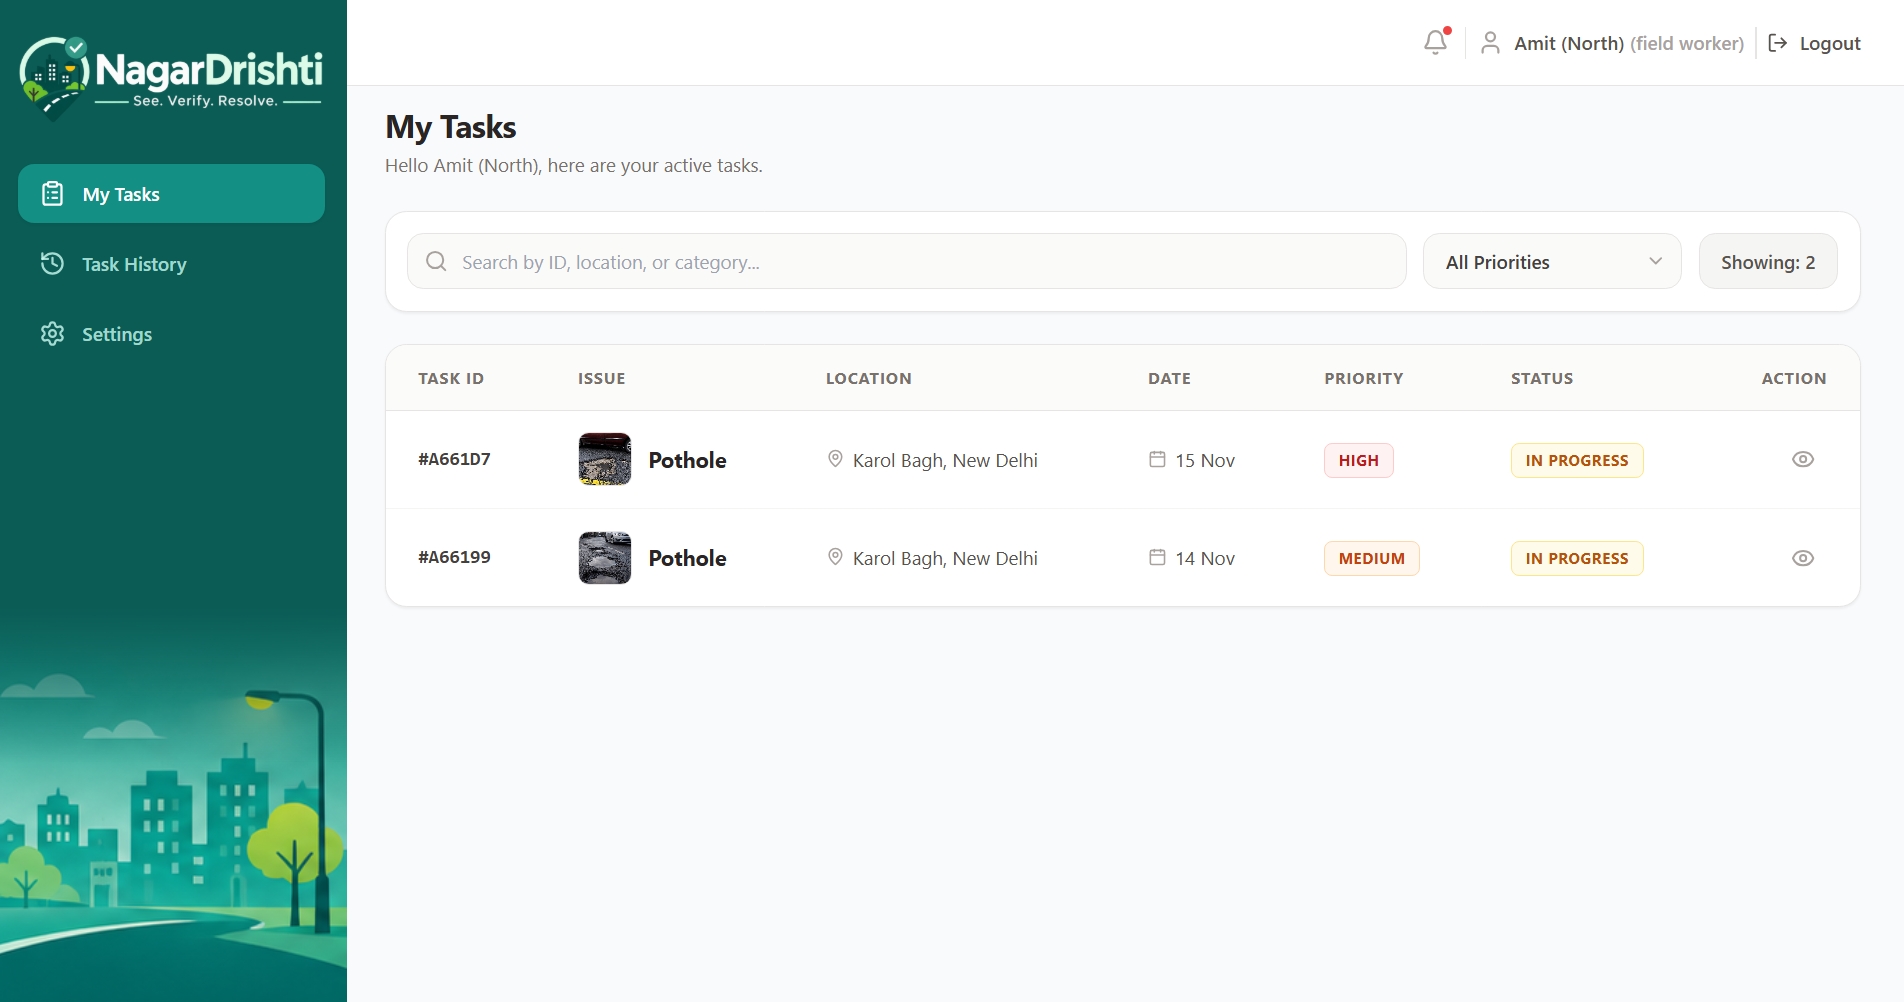 NagarDrishti
See. Verify. Resolve.
My Tasks
Task History
Settings
Amit (North) (field worker)
Logout
My Tasks
Hello Amit (North), here are your active tasks.
Search by ID, location, or category...
All Priorities
Showing: 2
TASK ID ISSUE LOCATION DATE PRIORITY STATUS ACTION
#A661D7 Pothole Karol Bagh, New Delhi 15 Nov HIGH IN PROGRESS
#A66199 Pothole Karol Bagh, New Delhi 14 Nov MEDIUM IN PROGRESS